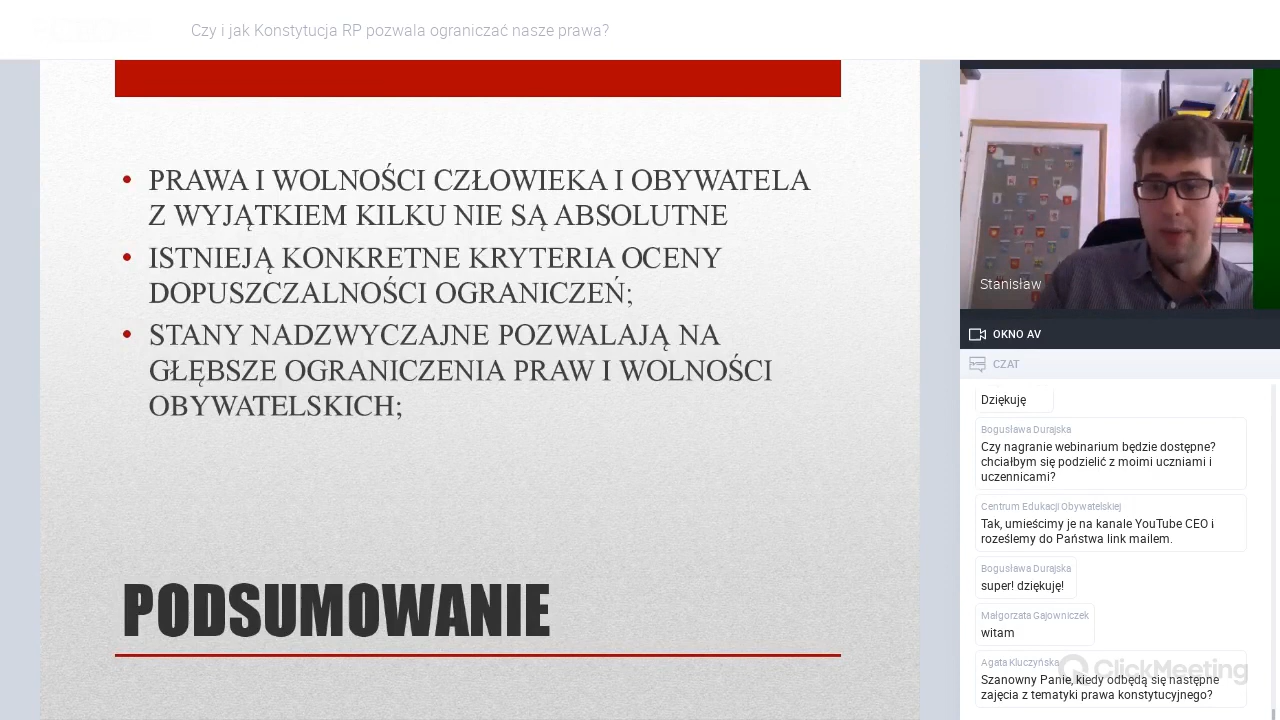 Czy i jak Konstytucja RP pozwala ograniczać nasze prawa?
• PRAWA I WOLNOŚCI CZŁOWIEKA I OBYWATELA
Z WYJĄTKIEM KILKU NIE SĄ ABSOLUTNE
• ISTNIEJĄ KONKRETNE KRYTERIA OCENY
DOPUSZCZALNOŚCI OGRANICZEŃ;
• STANY NADZWYCZAJNE POZWALAJĄ NA
GŁĘBSZE OGRANICZENIA PRAW I WOLNOŚCI
OBYWATELSKICH;
PODSUMOWANIE
Stanisław
OKNO AV
CZAT
Dziękuję
Bogusława Durajska
Czy nagranie webinarium będzie dostępne?
chciałbym się podzielić z moimi uczniami i
uczennicami?
Centrum Edukacji Obywatelskiej
Tak, umieścimy je na kanale YouTube CEO i
roześlemy do Państwa link mailem.
Bogusława Durajska
super! dziękuję!
Małgorzata Gajowniczek
witam
Agata Kluczyńska
ClickMeeting
Szanowny Panie, kiedy odbędą się następne
zajęcia z tematyki prawa konstytucyjnego?